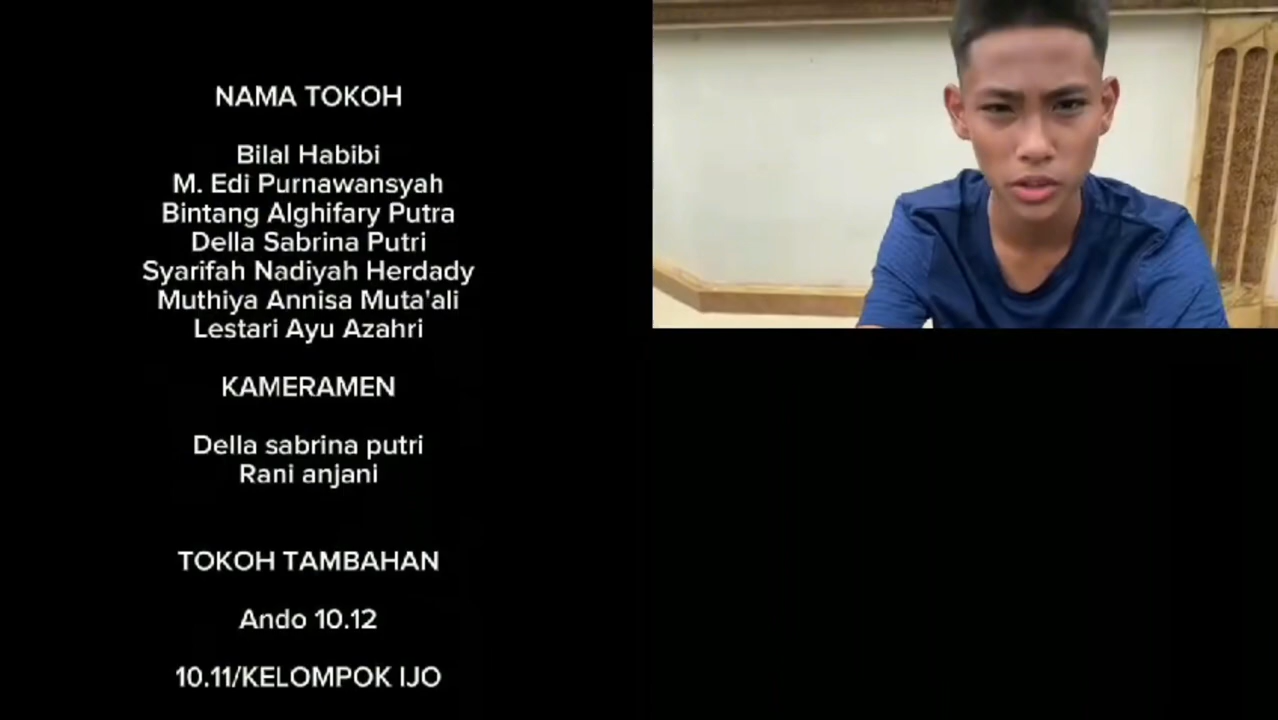 NAMA TOKOH
Bilal Habibi
M. Edi Purnawansyah
Bintang Alghifary Putra
Della Sabrina Putri
Syarifah Nadiyah Herdady
Muthiya Annisa Muta'ali
Lestari Ayu Azahri
KAMERAMEN
Della sabrina putri
Rani anjani
TOKOH TAMBAHAN
Ando 10.12
10.11/KELOMPOK IJO